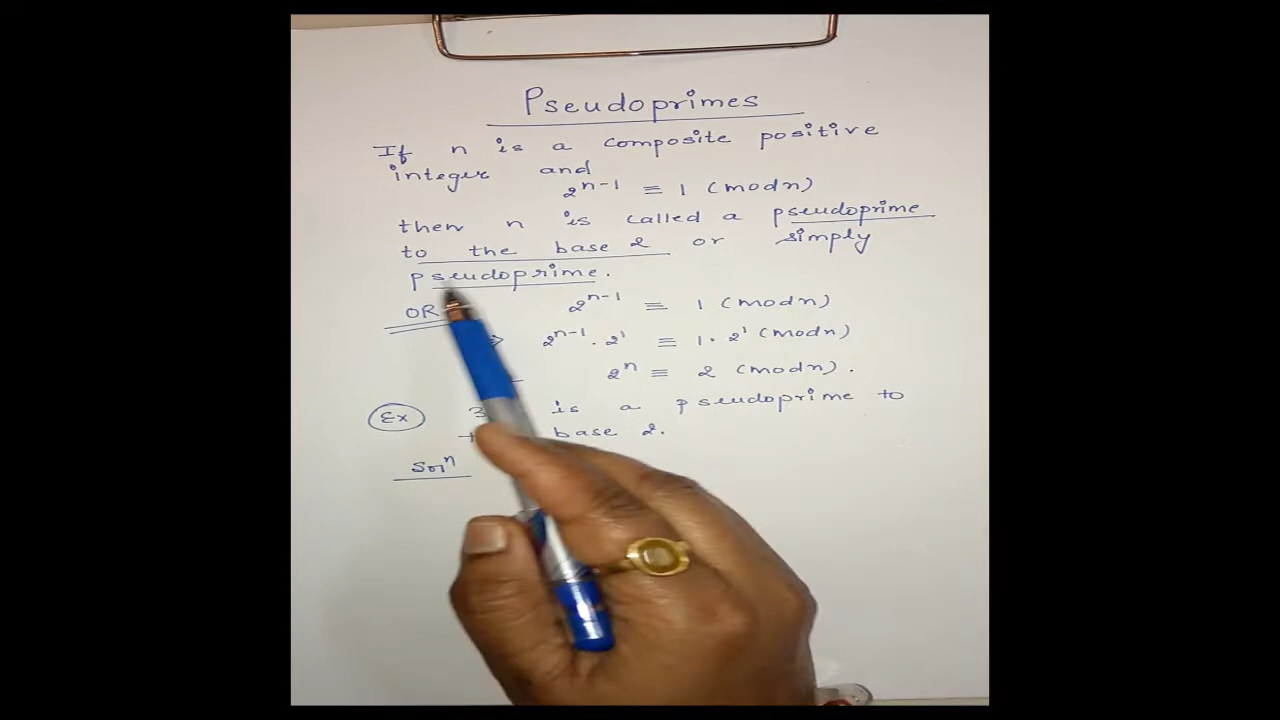 Pseudoprimes
If n is a composite positive
integer and
2^{n-1} ≡ 1 (mod n)
then n is called a pseudoprime
to the base 2 or simply
pseudoprime.
OR 2^{n-1} ≡ 1 (mod n)
⇒ 2^{n-1} · 2^1 ≡ 1 · 2^1 (mod n)
2^n ≡ 2 (mod n).
Ex is a pseudoprime to
base 2.
Sol^n